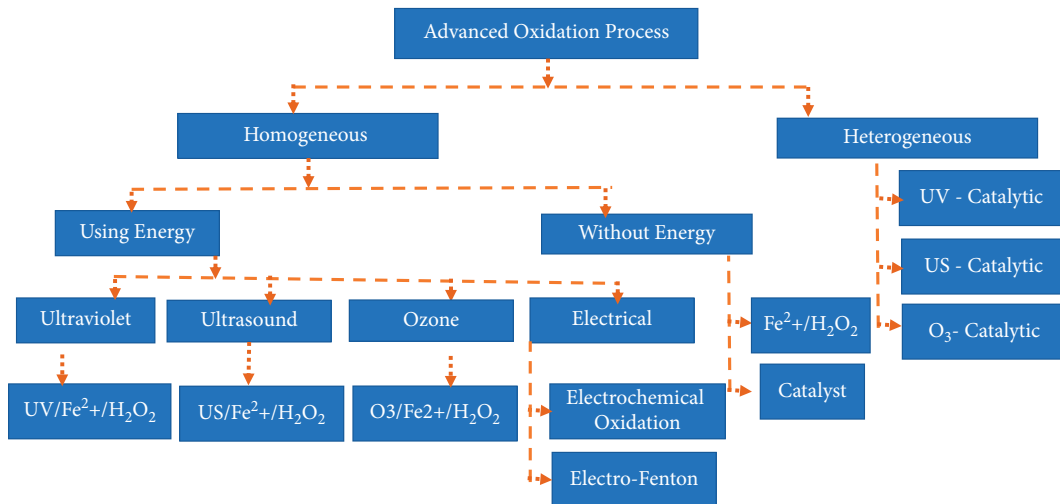 Advanced Oxidation Process
Homogeneous
Heterogeneous
UV - Catalytic
Using Energy
Without Energy
US - Catalytic
Ultraviolet
Ultrasound
Ozone
Electrical
Fe²+/H₂O₂
O₃- Catalytic
UV/Fe²+/H₂O₂
US/Fe²+/H₂O₂
O3/Fe2+/H₂O₂
Electrochemical
Oxidation
Catalyst
Electro-Fenton